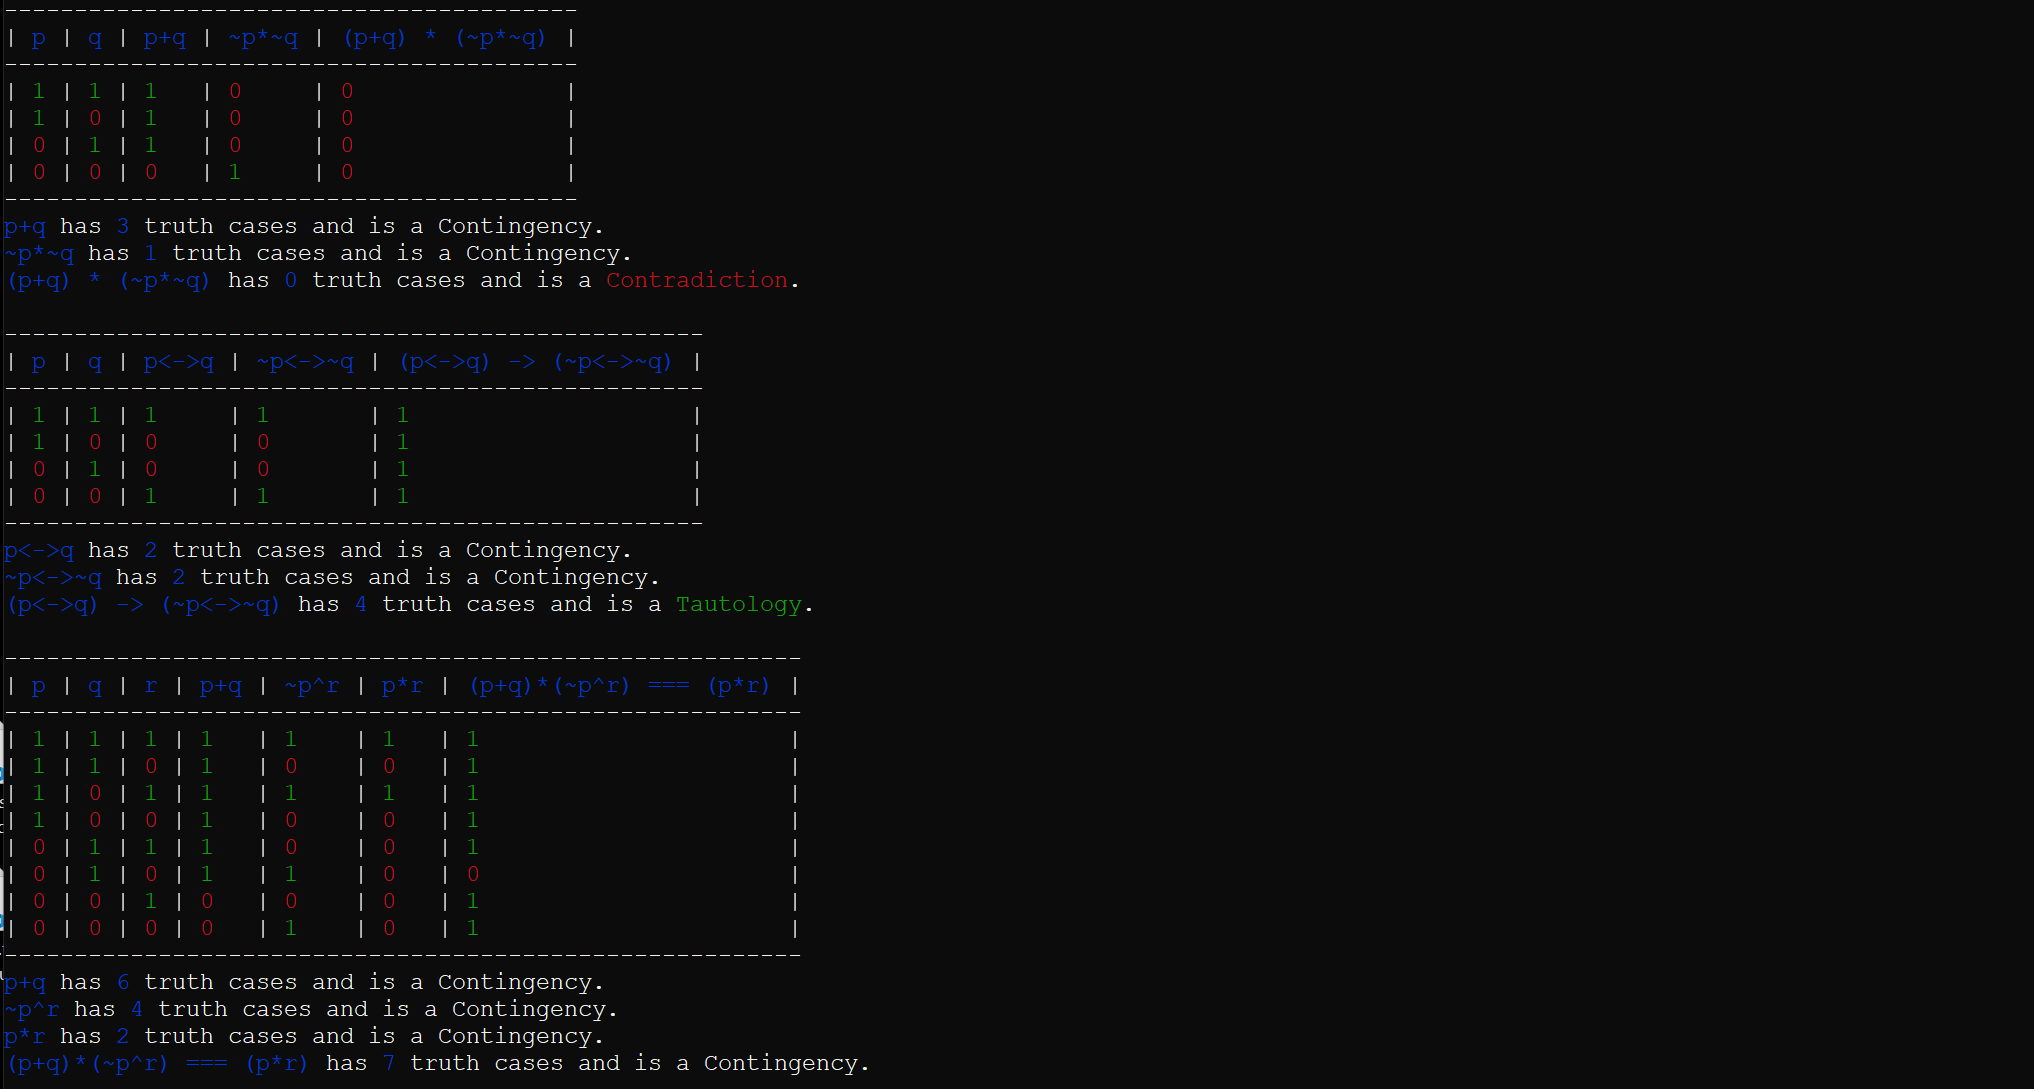 -----------------------------------------
| p | q | p+q | ~p*~q | (p+q) * (~p*~q) |
-----------------------------------------
| 1 | 1 | 1   | 0     | 0               |
| 1 | 0 | 1   | 0     | 0               |
| 0 | 1 | 1   | 0     | 0               |
| 0 | 0 | 0   | 1     | 0               |
-----------------------------------------
p+q has 3 truth cases and is a Contingency.
~p*~q has 1 truth cases and is a Contingency.
(p+q) * (~p*~q) has 0 truth cases and is a Contradiction.

--------------------------------------------------
| p | q | p<->q | ~p<->~q | (p<->q) -> (~p<->~q) |
--------------------------------------------------
| 1 | 1 | 1     | 1       | 1                    |
| 1 | 0 | 0     | 0       | 1                    |
| 0 | 1 | 0     | 0       | 1                    |
| 0 | 0 | 1     | 1       | 1                    |
--------------------------------------------------
p<->q has 2 truth cases and is a Contingency.
~p<->~q has 2 truth cases and is a Contingency.
(p<->q) -> (~p<->~q) has 4 truth cases and is a Tautology.

---------------------------------------------------------
| p | q | r | p+q | ~p^r | p*r | (p+q)*(~p^r) === (p*r) |
---------------------------------------------------------
| 1 | 1 | 1 | 1   | 1    | 1   | 1                      |
| 1 | 1 | 0 | 1   | 0    | 0   | 1                      |
| 1 | 0 | 1 | 1   | 1    | 1   | 1                      |
| 1 | 0 | 0 | 1   | 0    | 0   | 1                      |
| 0 | 1 | 1 | 1   | 0    | 0   | 1                      |
| 0 | 1 | 0 | 1   | 1    | 0   | 0                      |
| 0 | 0 | 1 | 0   | 0    | 0   | 1                      |
| 0 | 0 | 0 | 0   | 1    | 0   | 1                      |
---------------------------------------------------------
p+q has 6 truth cases and is a Contingency.
~p^r has 4 truth cases and is a Contingency.
p*r has 2 truth cases and is a Contingency.
(p+q)*(~p^r) === (p*r) has 7 truth cases and is a Contingency.